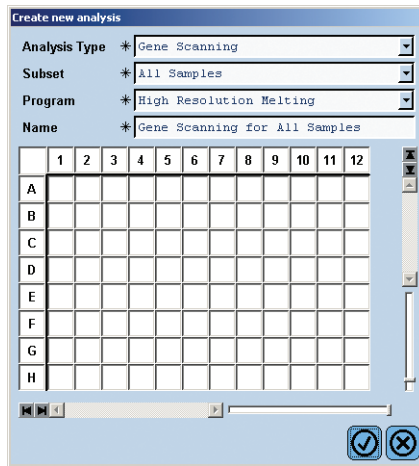 Create new analysis
Analysis Type * Gene Scanning
Subset * All Samples
Program * High Resolution Melting
Name * Gene Scanning for All Samples
1 2 3 4 5 6 7 8 9 10 11 12
A
B
C
D
E
F
G
H